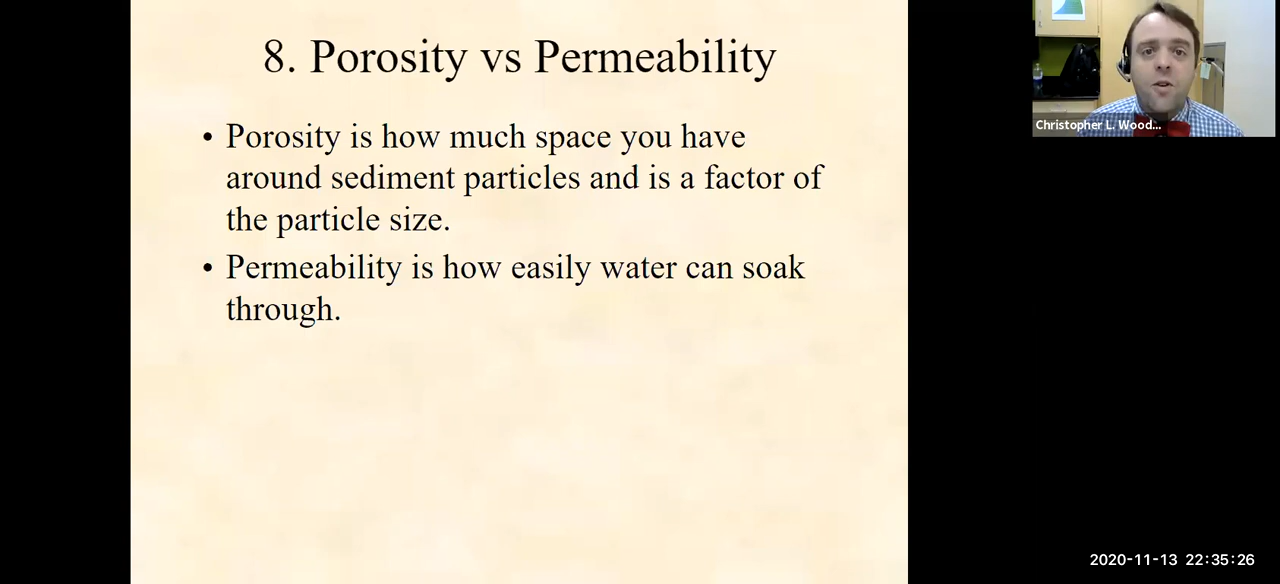 8. Porosity vs Permeability
• Porosity is how much space you have
around sediment particles and is a factor of
the particle size.
• Permeability is how easily water can soak
through.
Christopher L. Wood...
2020-11-13 22:35:26